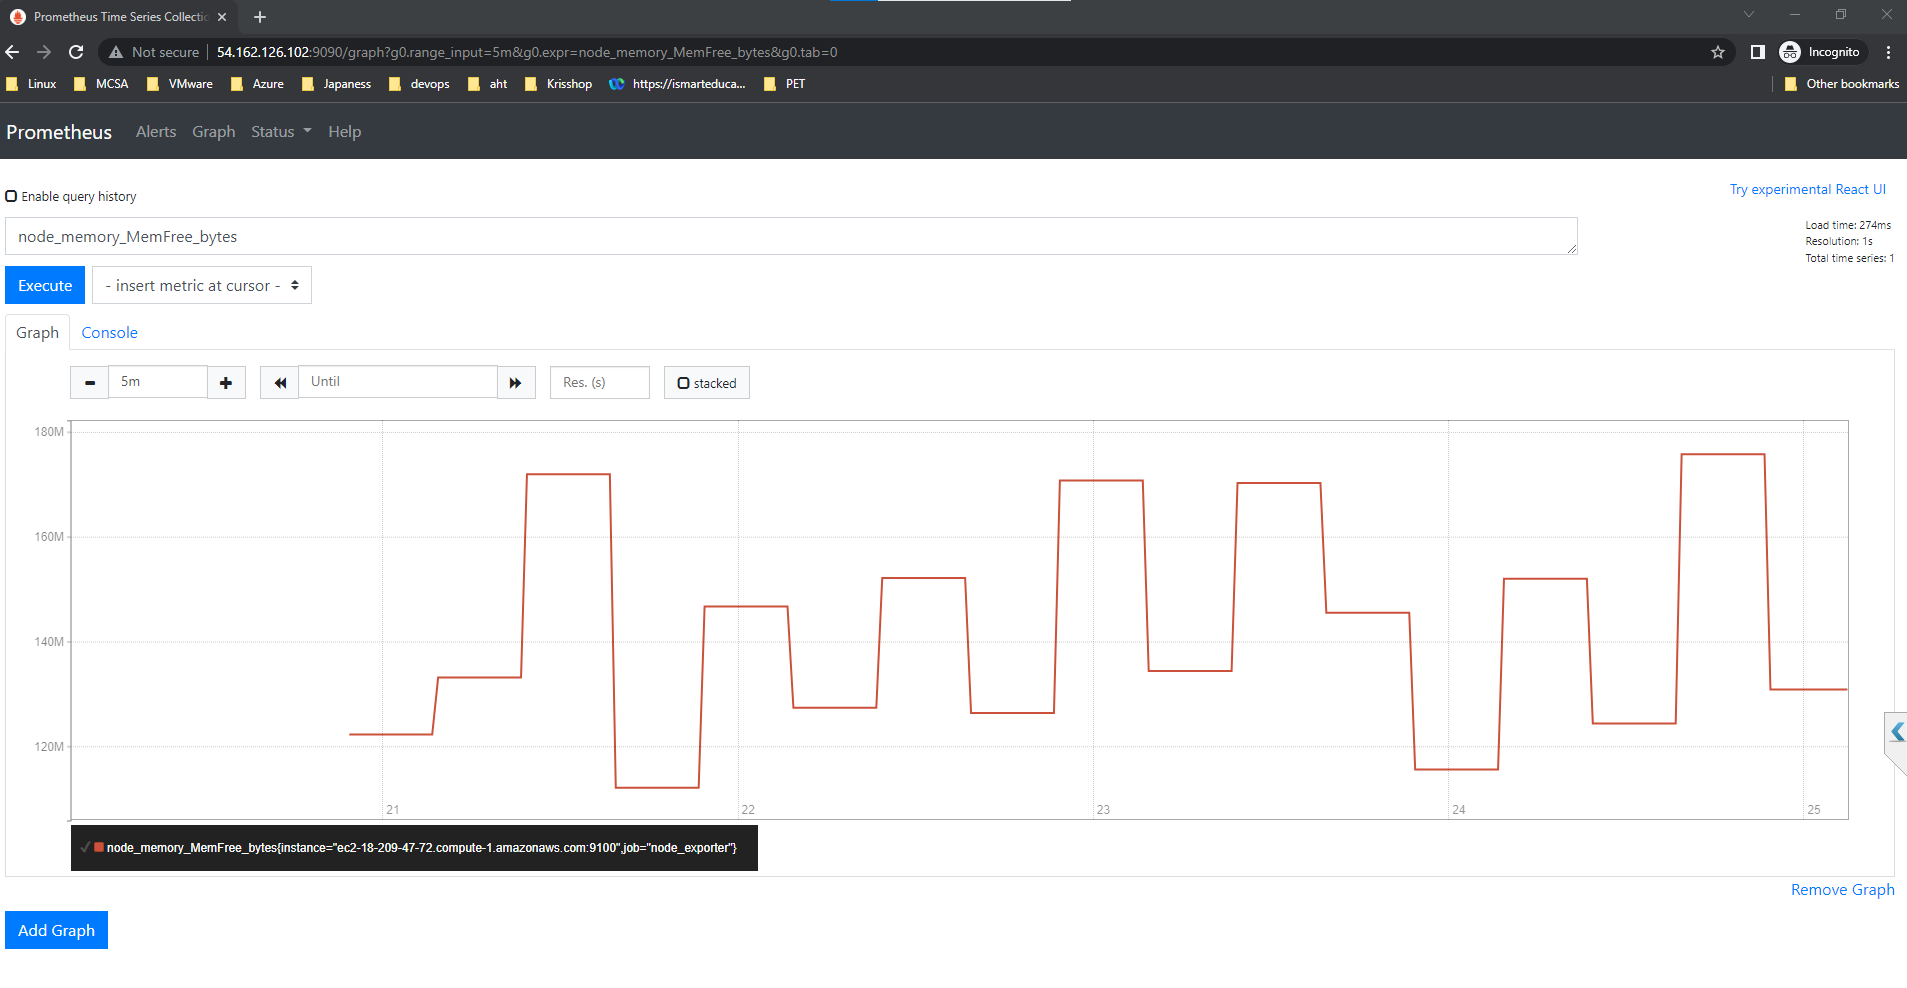 Prometheus Time Series Collectic
Not secure 54.162.126.102:9090/graph?g0.range_input=5m&g0.expr=node_memory_MemFree_bytes&g0.tab=0 Incognito
Linux MCSA VMware Azure Japaness devops aht Krisshop https://ismarteduca... PET Other bookmarks
Prometheus Alerts Graph Status Help
Enable query history
Try experimental React UI
node_memory_MemFree_bytes
Load time: 274ms
Resolution: 1s
Total time series: 1
Execute - insert metric at cursor -
Graph Console
5m Until Res. (s) stacked
180M
160M
140M
120M
21 22 23 24 25
node_memory_MemFree_bytes{instance="ec2-18-209-47-72.compute-1.amazonaws.com:9100",job="node_exporter"}
Remove Graph
Add Graph